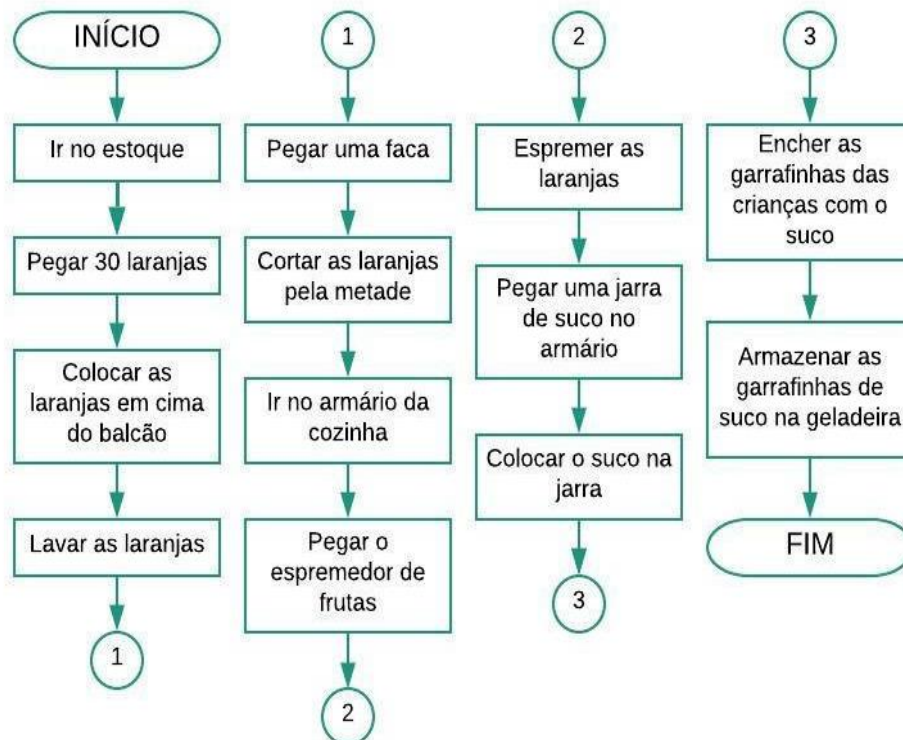 INÍCIO
Ir no estoque
Pegar 30 laranjas
Colocar as
laranjas em cima
do balcão
Lavar as laranjas
1
1
Pegar uma faca
Cortar as laranjas
pela metade
Ir no armário da
cozinha
Pegar o
espremedor de
frutas
2
2
Espremer as
laranjas
Pegar uma jarra
de suco no
armário
Colocar o suco na
jarra
3
3
Encher as
garrafinhas das
crianças com o
suco
Armazenar as
garrafinhas de
suco na geladeira
FIM